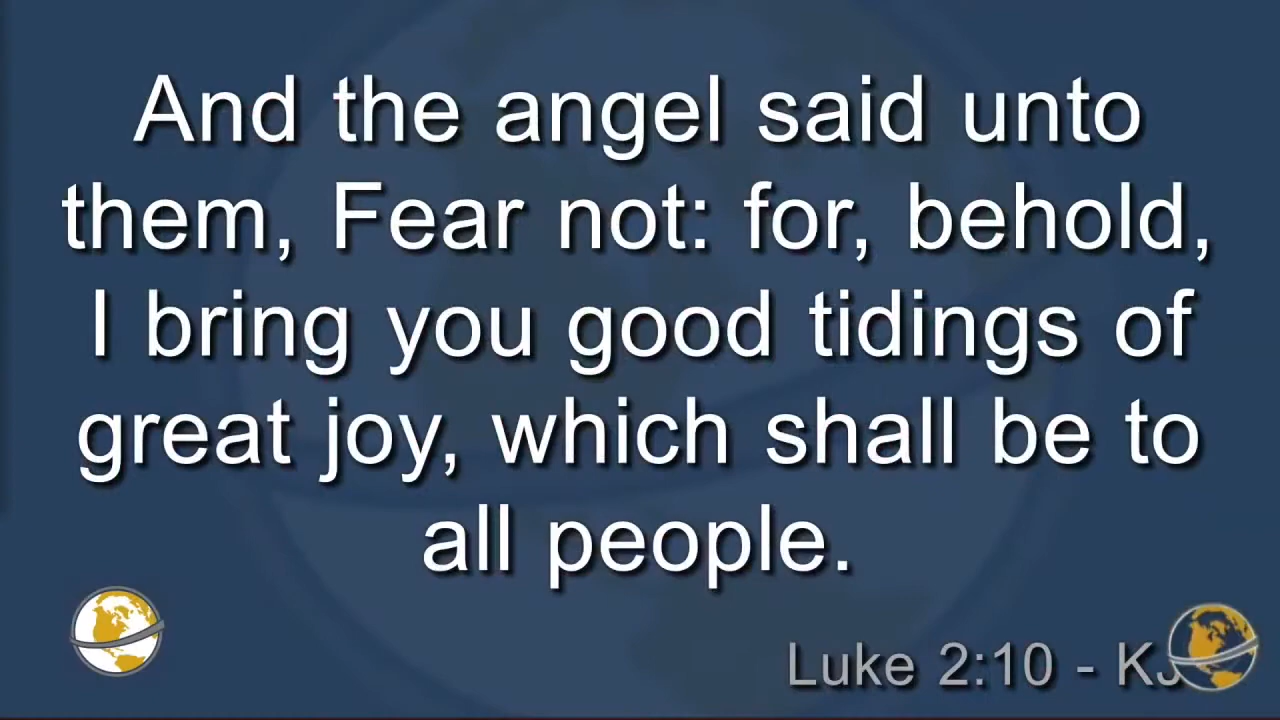 And the angel said unto
them, Fear not: for, behold,
I bring you good tidings of
great joy, which shall be to
all people.
Luke 2:10 - KJ